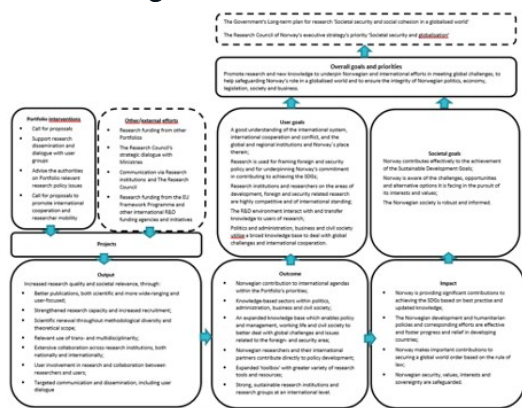 The Government's Long-term plan for research 'Societal security and social cohesion in a globalised world'
The Research Council of Norway's executive strategy's priority 'Societal security and globalisation'
Overall goals and priorities
Promote research and new knowledge to underpin Norwegian and international efforts in meeting global challenges, to
help safeguarding Norway's role in a globalised world and to ensure the integrity of Norwegian politics, economy,
legislation, society and business.
Portfolio interventions
• Call for proposals
• Support research
dissemination and
dialogue with user
groups
• Advise the authorities
on Portfolio relevant
research policy issues
• Call for proposals to
promote international
cooperation and
researcher mobility
Other/external efforts
• Research funding from other
Portfolios
• The Research Council's
strategic dialogue with
Ministries
• Communication via Research
institutions and The Research
Council
• Research funding from the EU
Framework Programme and
other international R&D
funding agencies and initiatives
User goals
A good understanding of the international system,
international cooperation and conflict, and the
global and regional institutions and Norway's place
therein;
Research is used for framing foreign and security policy
and for underpinning Norway's commitment in
contributing to achieving the SDGs;
Research institutions and researchers on the areas of
development, foreign and security related research
are highly competitive and of international standing;
The R&D environment interact with and transfer
knowledge to users of research;
Politics and administration, business and civil society
utilise a broad knowledge base to deal with global
challenges and international cooperation.
Societal goals
Norway contributes effectively to the achievement of
the Sustainable Development Goals;
Norway is aware of the challenges, opportunities
and alternative options it is facing in the pursuit of
its interests and values;
The Norwegian society is robust and informed.
Projects
Output
Increased research quality and societal relevance, through:
• Better publications, both scientific and more wide-ranging and
user-focused;
• Strengthened research capacity and increased recruitment;
• Scientific renewal throughout methodological diversity and
theoretical scope;
• Relevant use of trans- and multidisciplinarity;
• Extensive collaboration across research institutions, both
nationally and internationally;
• User involvement in research and collaboration between
researchers and users;
• Targeted communication and dissemination, including user
dialogue
Outcome
• Norwegian contribution to international agendas
within the Portfolio's priorities;
• Knowledge-based sectors within politics,
administration, business and civil society;
• An expanded knowledge base which enables policy
and management, working life and civil society to
better deal with global challenges and issues
related to the foreign- and security area;
• Norwegian researchers and their international
partners contribute directly to policy development;
• Expanded 'toolbox' with greater variety of research
tools and resources;
• Strong, sustainable research institutions and
research groups at an international level.
Impact
• Norway is providing significant contributions to
achieving the SDGs based on best practise and
updated knowledge;
• The Norwegian development and humanitarian
policies and corresponding efforts are effective
and foster progress and relief in developing
countries;
• Norway makes important contributions to
securing a global world order based on the rule of
law;
• Norwegian security, values, interests and
sovereignty are safeguarded.